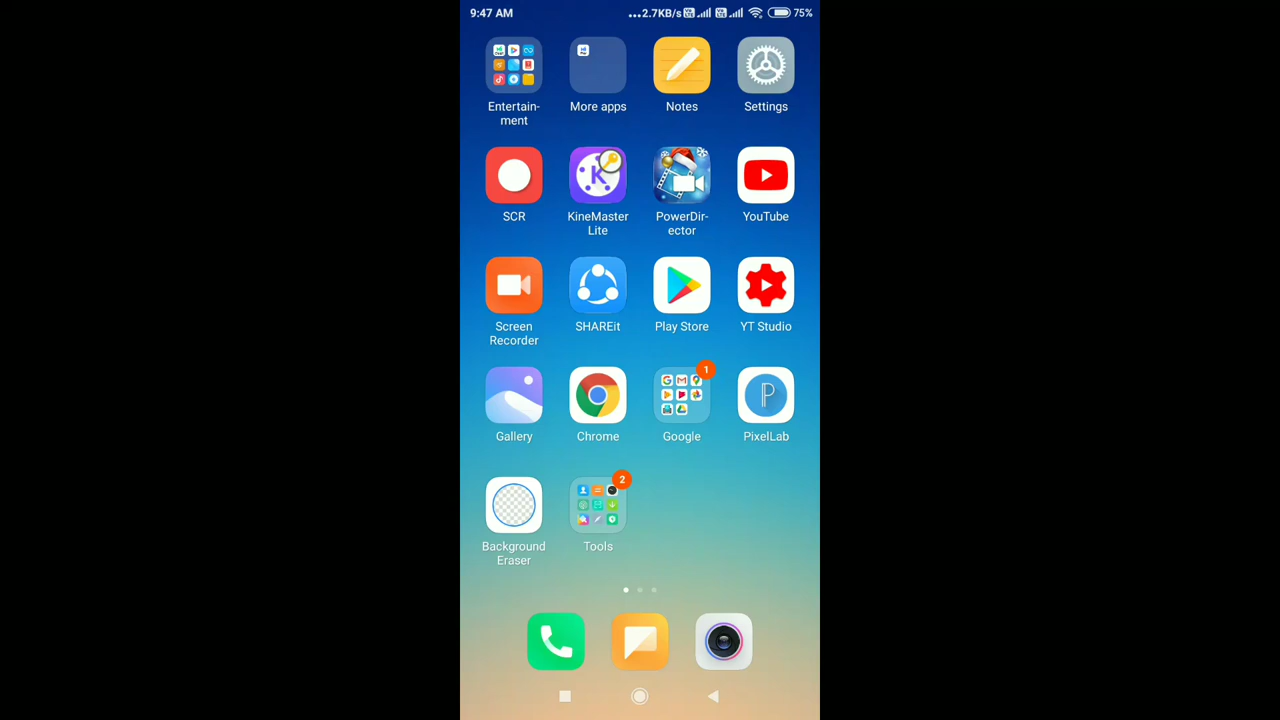 9:47 AM ...2.7KB/s 75%
Entertain-
ment
More apps
Notes
Settings
SCR
KineMaster
Lite
PowerDir-
ector
YouTube
Screen
Recorder
SHAREit
Play Store
YT Studio
1
Gallery
Chrome
Google
PixelLab
2
Background
Eraser
Tools